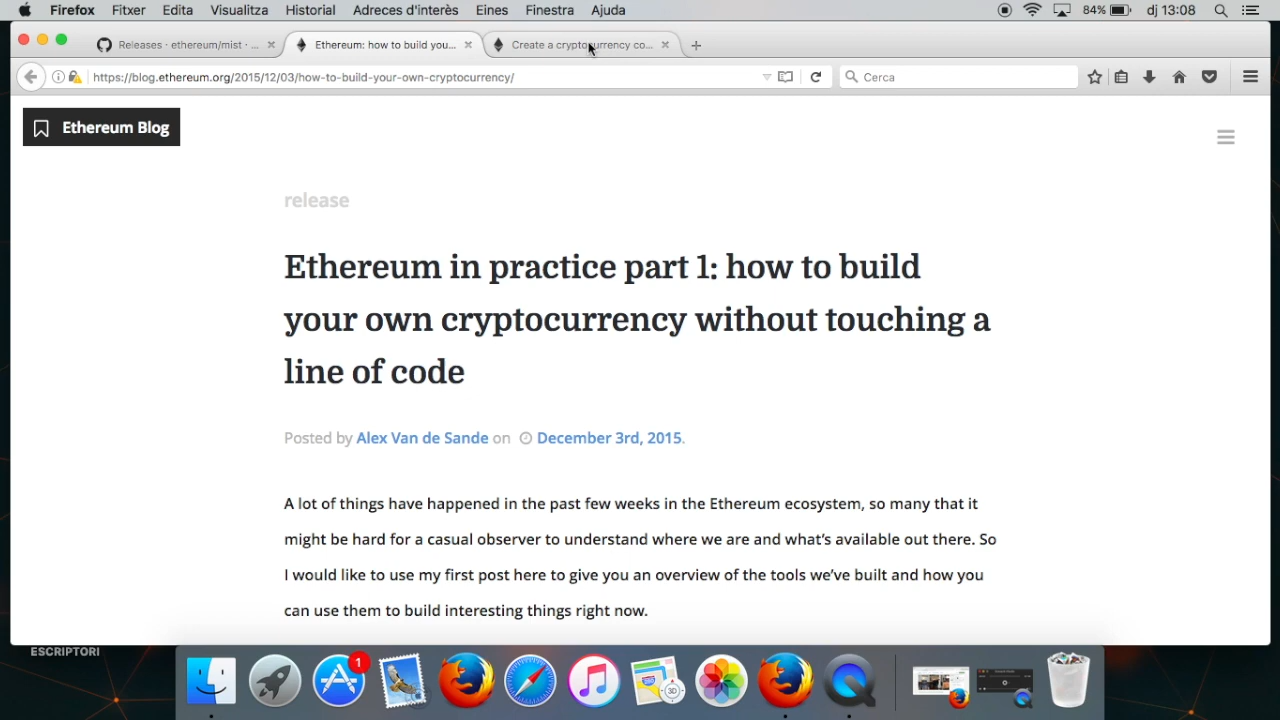 Firefox Fitxer Edita Visualitza Historial Adreces d'interès Eines Finestra Ajuda 84% dj 13:08
Releases · ethereum/mist · ... Ethereum: how to build you... Create a cryptocurrency co...
https://blog.ethereum.org/2015/12/03/how-to-build-your-own-cryptocurrency/ Cerca
Ethereum Blog
release
Ethereum in practice part 1: how to build
your own cryptocurrency without touching a
line of code
Posted by Alex Van de Sande on December 3rd, 2015.
A lot of things have happened in the past few weeks in the Ethereum ecosystem, so many that it
might be hard for a casual observer to understand where we are and what's available out there. So
I would like to use my first post here to give you an overview of the tools we've built and how you
can use them to build interesting things right now.
ESCRIPTORI
1
3D